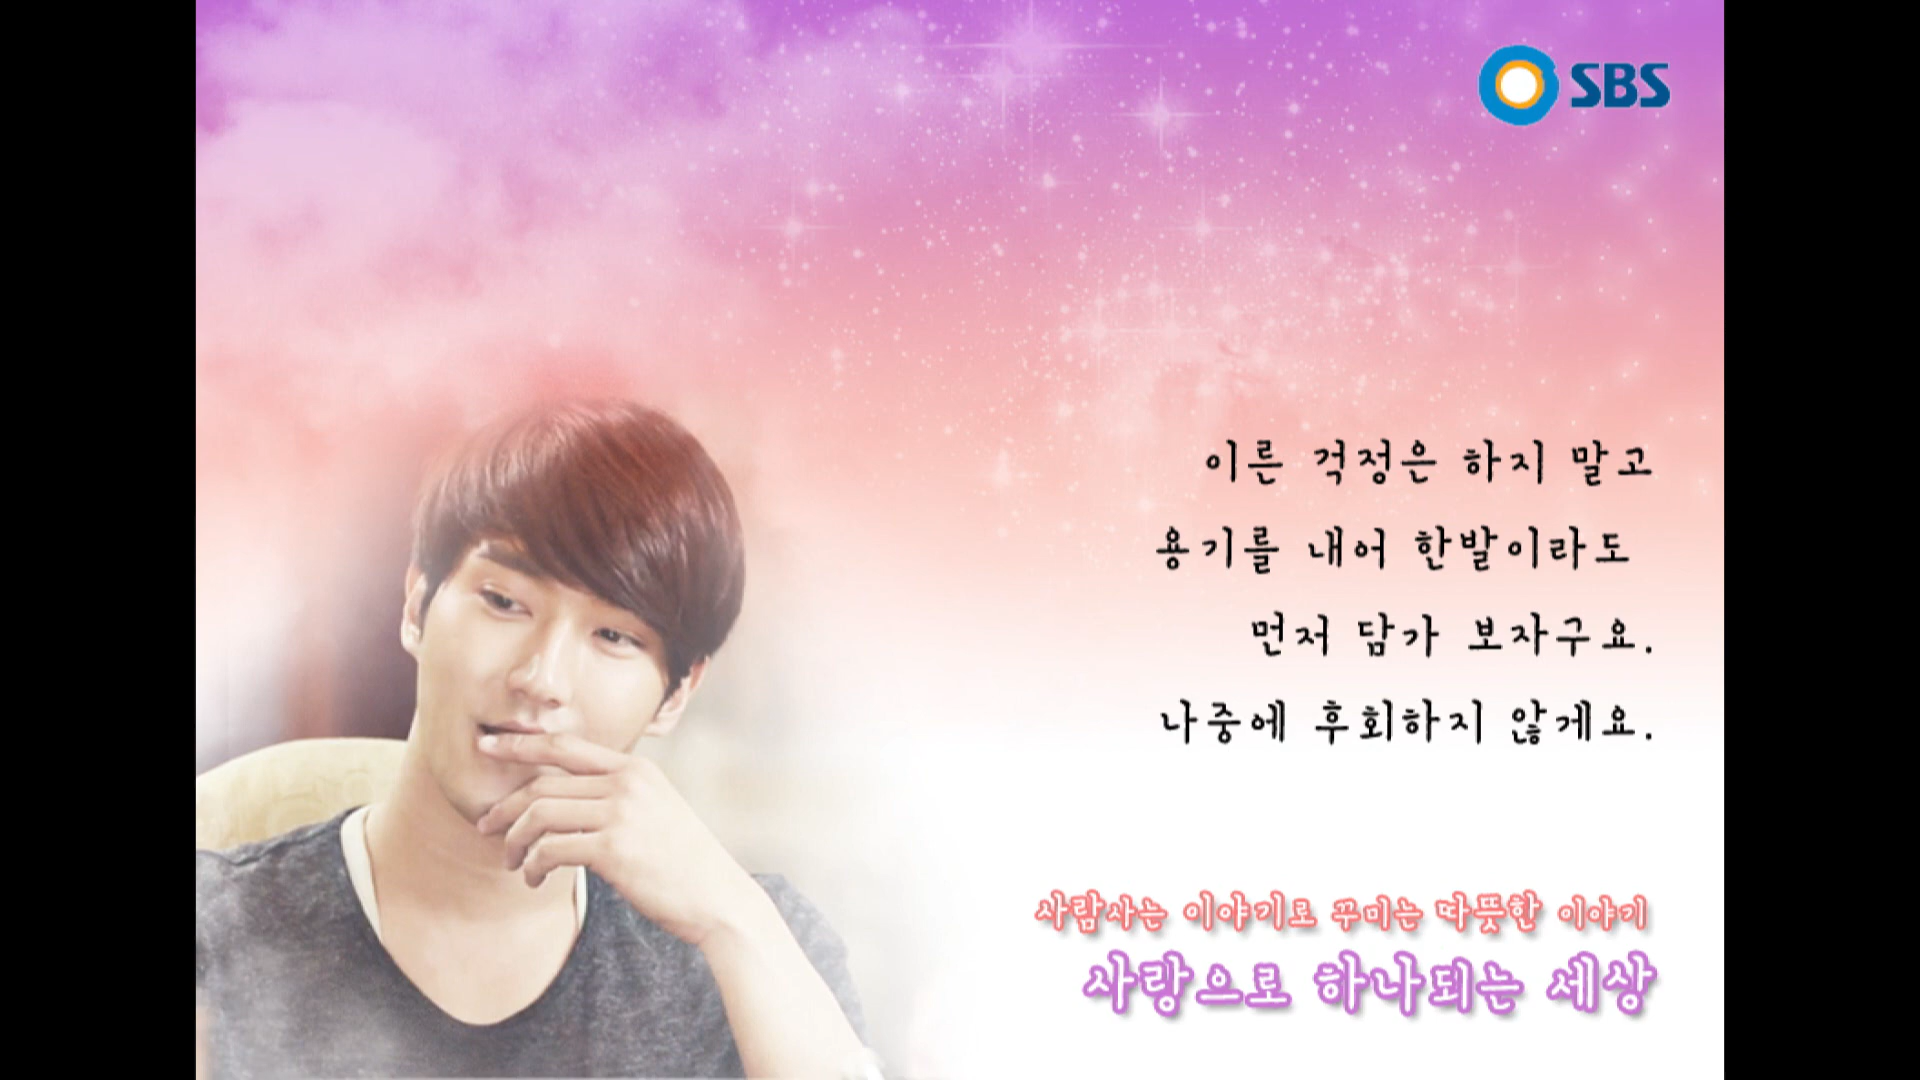 SBS
이른 걱정은 하지 말고
용기를 내어 한발이라도
먼저 담가 보자구요.
나중에 후회하지 않게요.
사람사는 이야기로 꾸미는 따뜻한 이야기
사랑으로 하나되는 세상